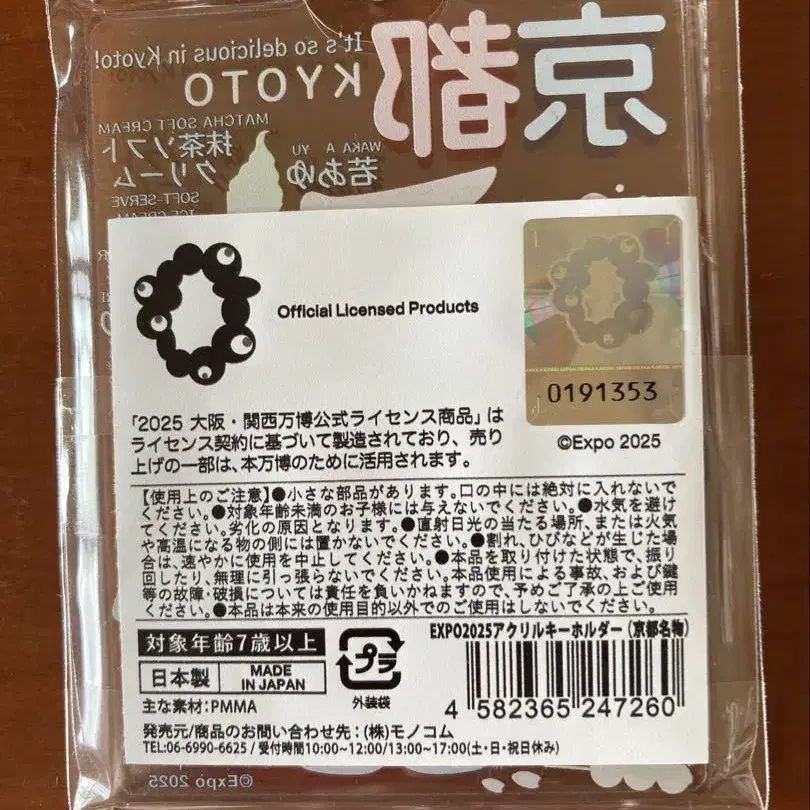 It's so delicious in Kyoto!
KYOTO
京都
MATCHA SOFT CREAM
抹茶ソフト
クリーム
WAKA A YU
若あゆ
SOFT-SERVE
ICE CREAM
Official Licensed Products
0191353
©Expo 2025
「2025 大阪・関西万博公式ライセンス商品」は
ライセンス契約に基づいて製造されており、売り
上げの一部は、本万博のために活用されます。
【使用上のご注意】●小さな部品があります。口の中には絶対に入れないで
ください。●対象年齢未満のお子様には与えないでください。●水気を避け
てください。劣化の原因となります。●直射日光の当たる場所、または火気
や高温になる物の側には置かないでください。●割れ、ひびなどが生じた場
合は、速やかに使用を中止してください。●本品を取り付けた状態で、振り
回したり、無理に引っ張らないでください。本品使用による事故、および鍵
等の故障・破損については責任を負いかねますので、予めご了承の上ご使用
ください。●本品は本来の使用目的以外でのご使用はしないでください。
対象年齢7歳以上
日本製 MADE IN JAPAN
プラ
外装袋
EXPO2025アクリルキーホルダー（京都名物）
4 582365 247260
主な素材:PMMA
発売元/商品のお問い合わせ先：(株)モノコム
TEL:06-6990-6625 / 受付時間10:00~12:00/13:00~17:00(土・日・祝日休み)
©Expo 2025